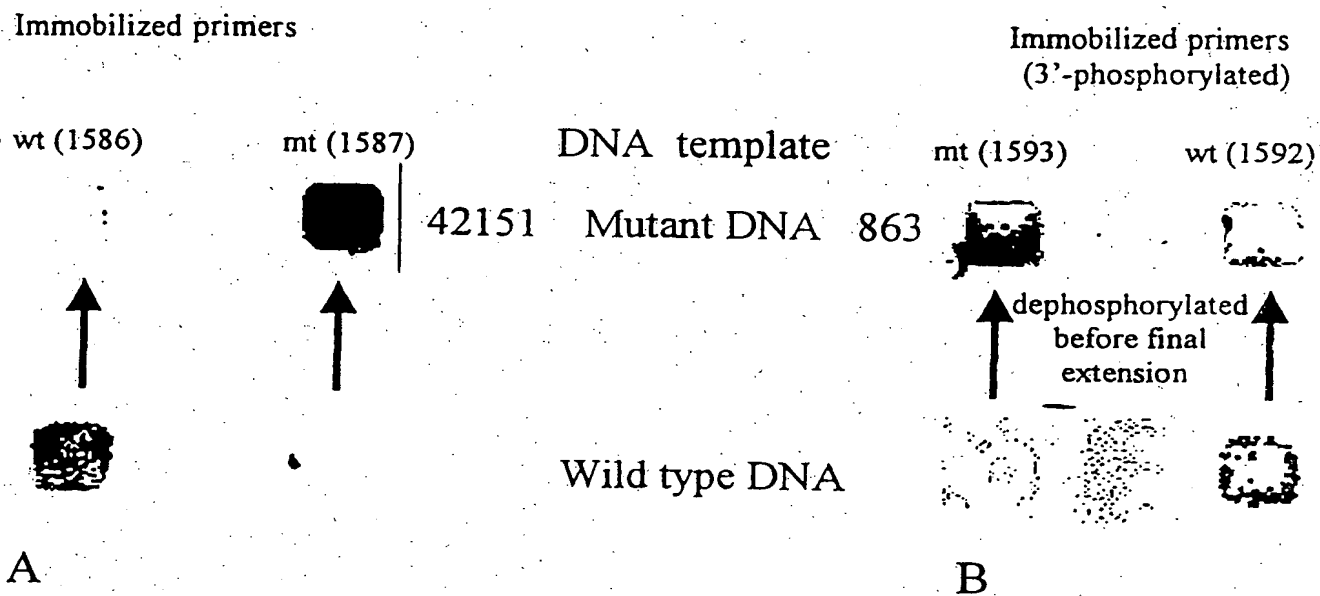 Immobilized primers
Immobilized primers
(3'-phosphorylated)
wt (1586)
mt (1587)
DNA template
mt (1593)
wt (1592)
42151
Mutant DNA
863
dephosphorylated
before final
extension
Wild type DNA
A
B